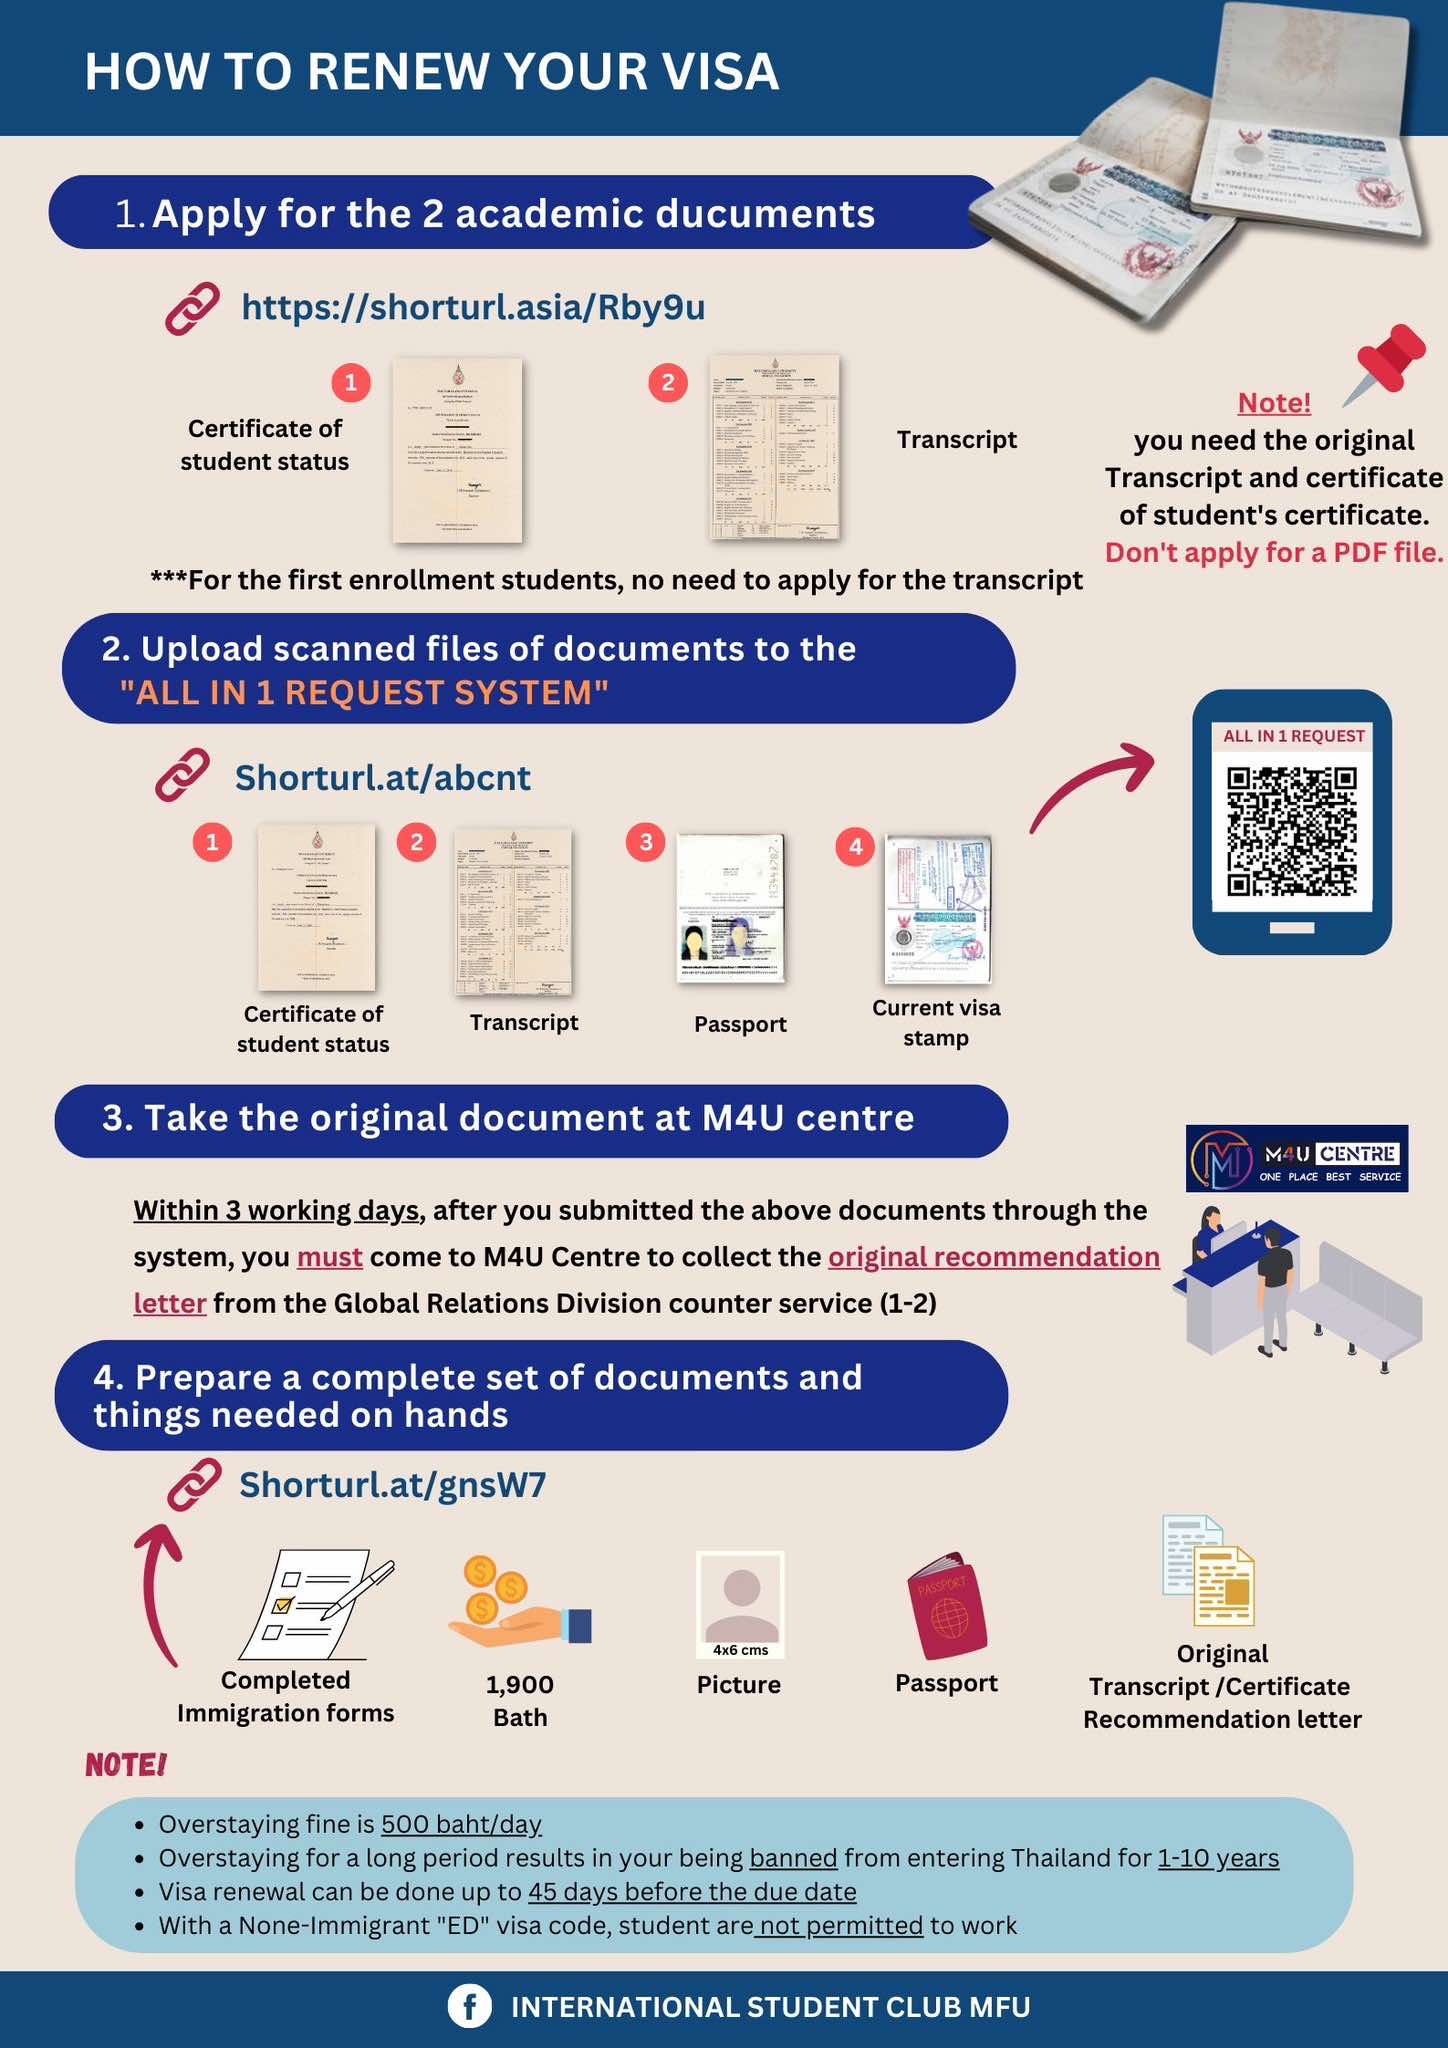 HOW TO RENEW YOUR VISA
1. Apply for the 2 academic ducuments
https://shorturl.asia/Rby9u
1
Certificate of
student status
2
Transcript
Note!
you need the original
Transcript and certificate
of student's certificate.
Don't apply for a PDF file.
***For the first enrollment students, no need to apply for the transcript
2. Upload scanned files of documents to the
"ALL IN 1 REQUEST SYSTEM"
ALL IN 1 REQUEST
Shorturl.at/abcnt
1
2
3
4
Certificate of
student status
Transcript
Passport
Current visa
stamp
3. Take the original document at M4U centre
M4U CENTRE
ONE PLACE BEST SERVICE
Within 3 working days, after you submitted the above documents through the
system, you must come to M4U Centre to collect the original recommendation
letter from the Global Relations Division counter service (1-2)
4. Prepare a complete set of documents and
things needed on hands
Shorturl.at/gnsW7
PASSPORT
4x6 cms
Completed
Immigration forms
1,900
Bath
Picture
Passport
Original
Transcript /Certificate
Recommendation letter
NOTE!
• Overstaying fine is 500 baht/day
• Overstaying for a long period results in your being banned from entering Thailand for 1-10 years
• Visa renewal can be done up to 45 days before the due date
• With a None-Immigrant "ED" visa code, student are not permitted to work
INTERNATIONAL STUDENT CLUB MFU